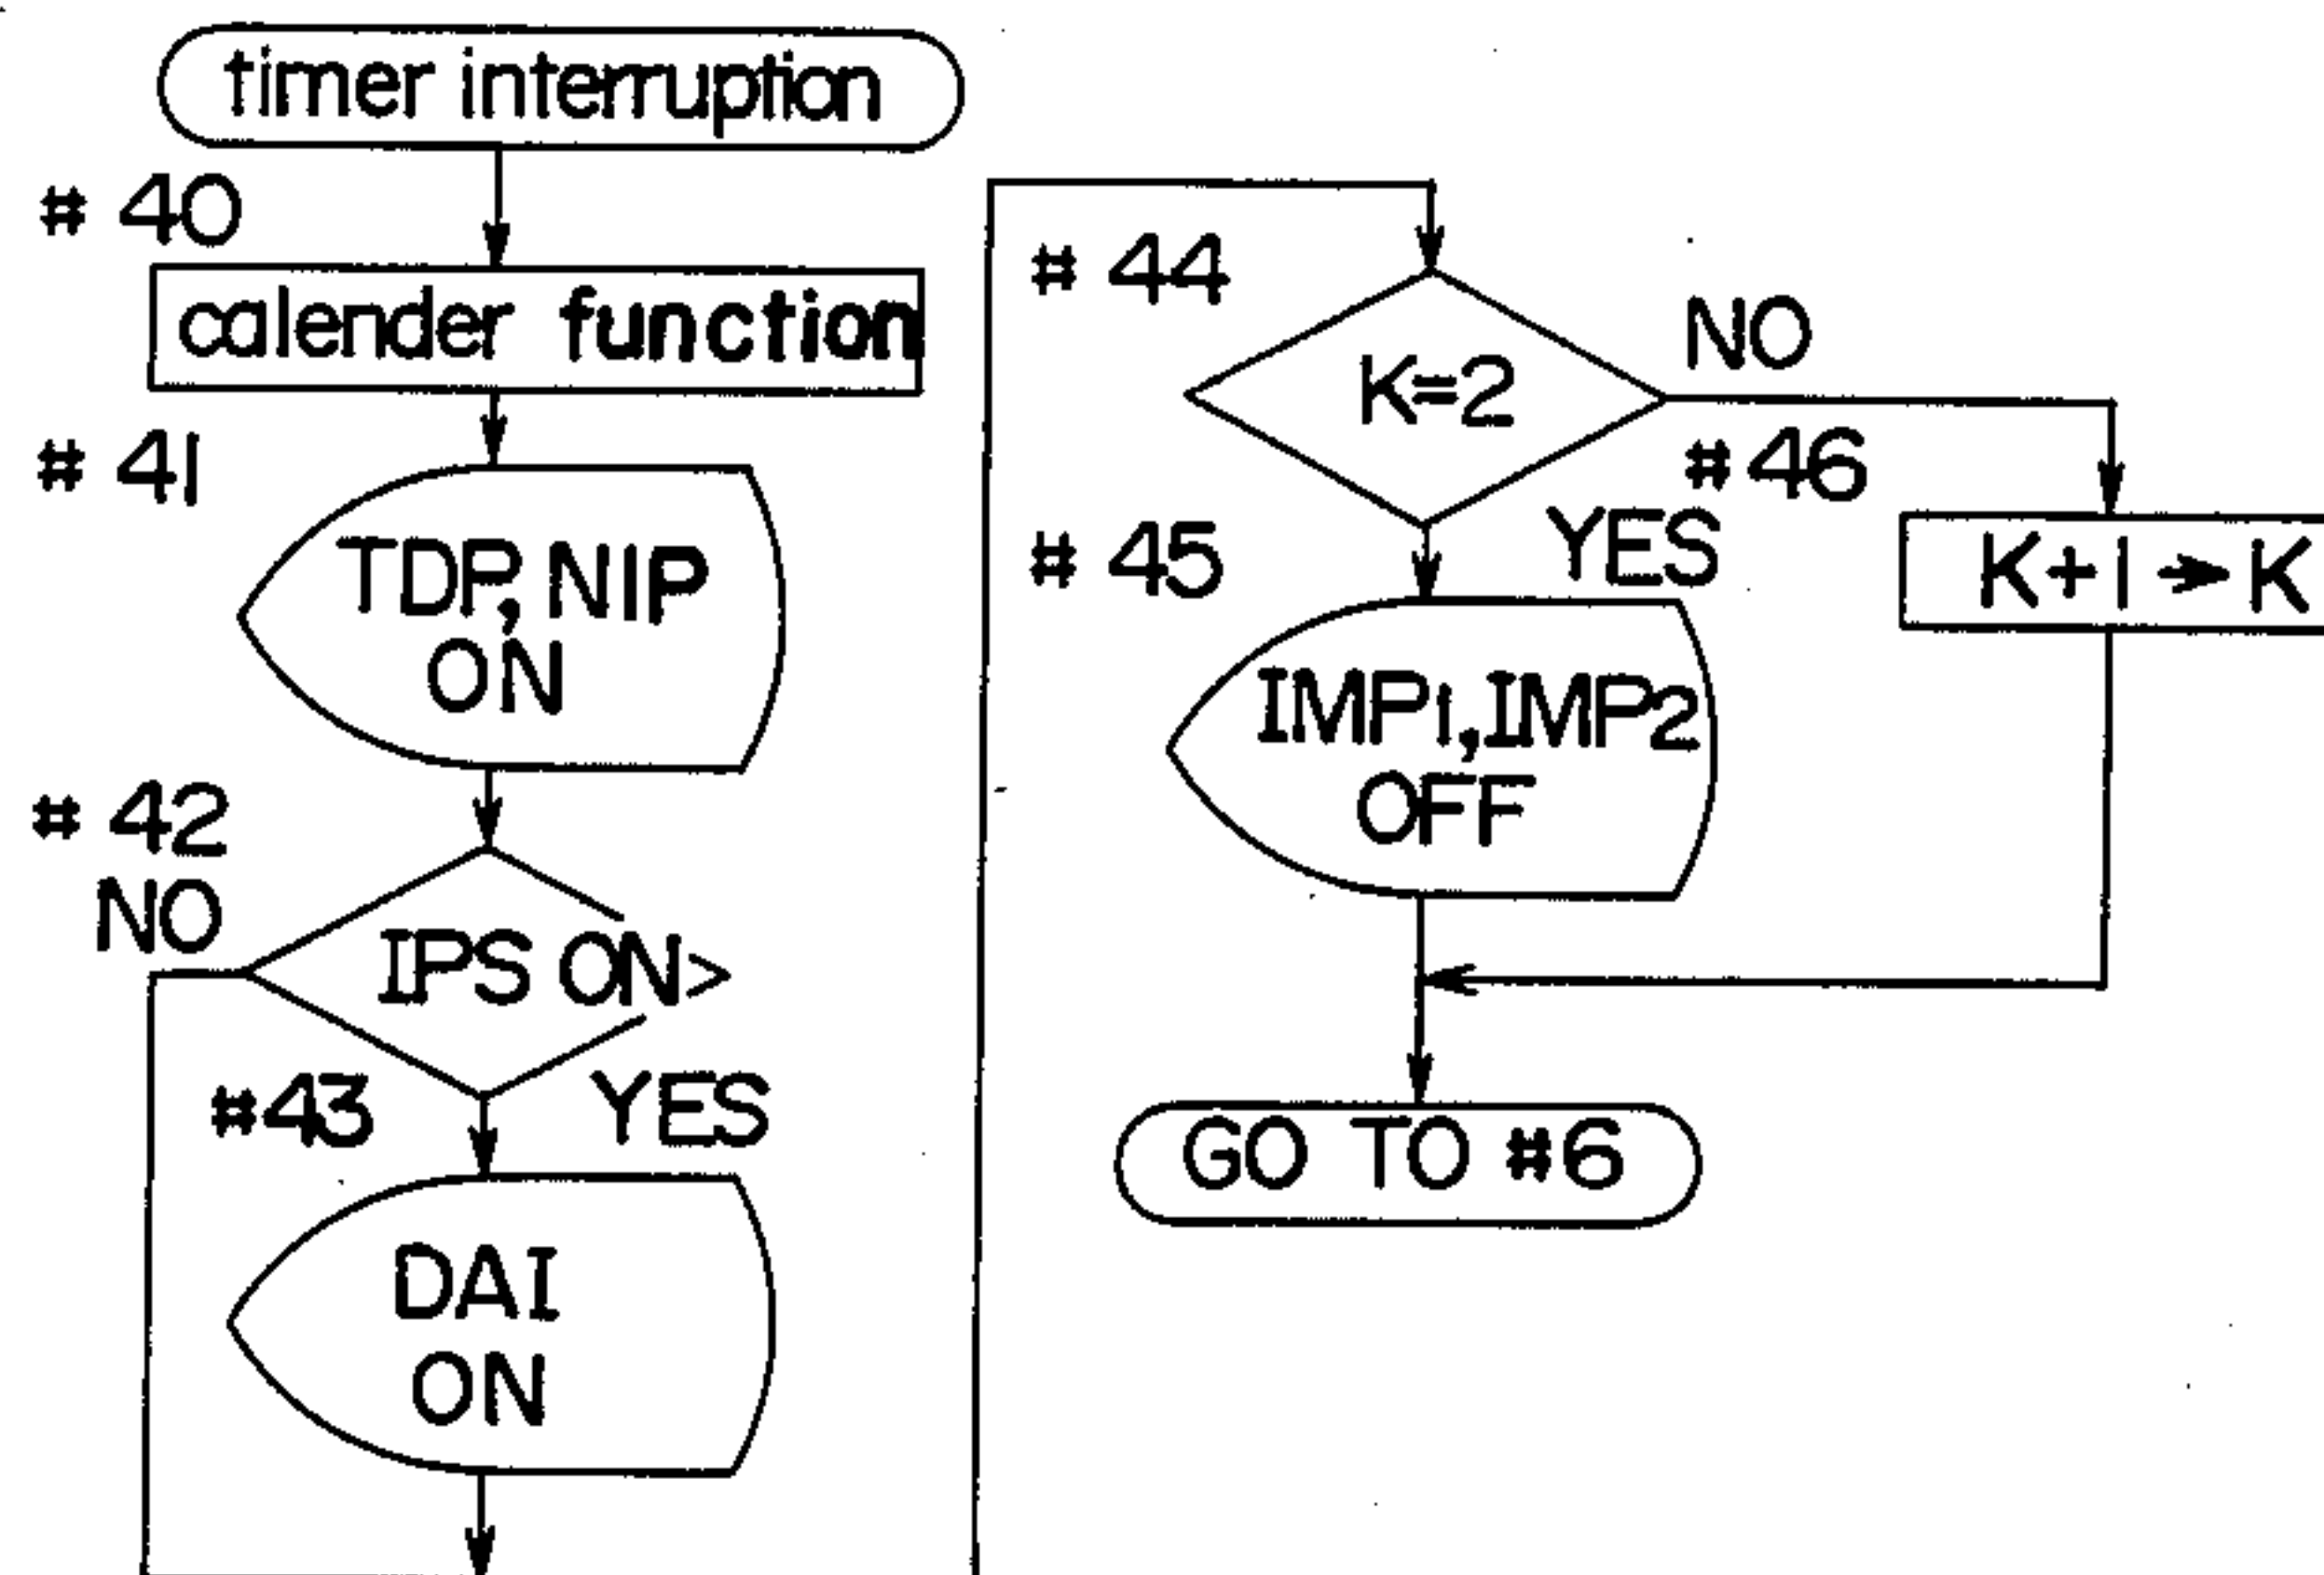 timer interruption
# 40
calender function
# 41
TDP, NIP
ON
# 42
NO
IPS ON>
#43
YES
DAI
ON
# 44
K=2
NO
#46
K+1→K
# 45
YES
IMP1,IMP2
OFF
GO TO #6